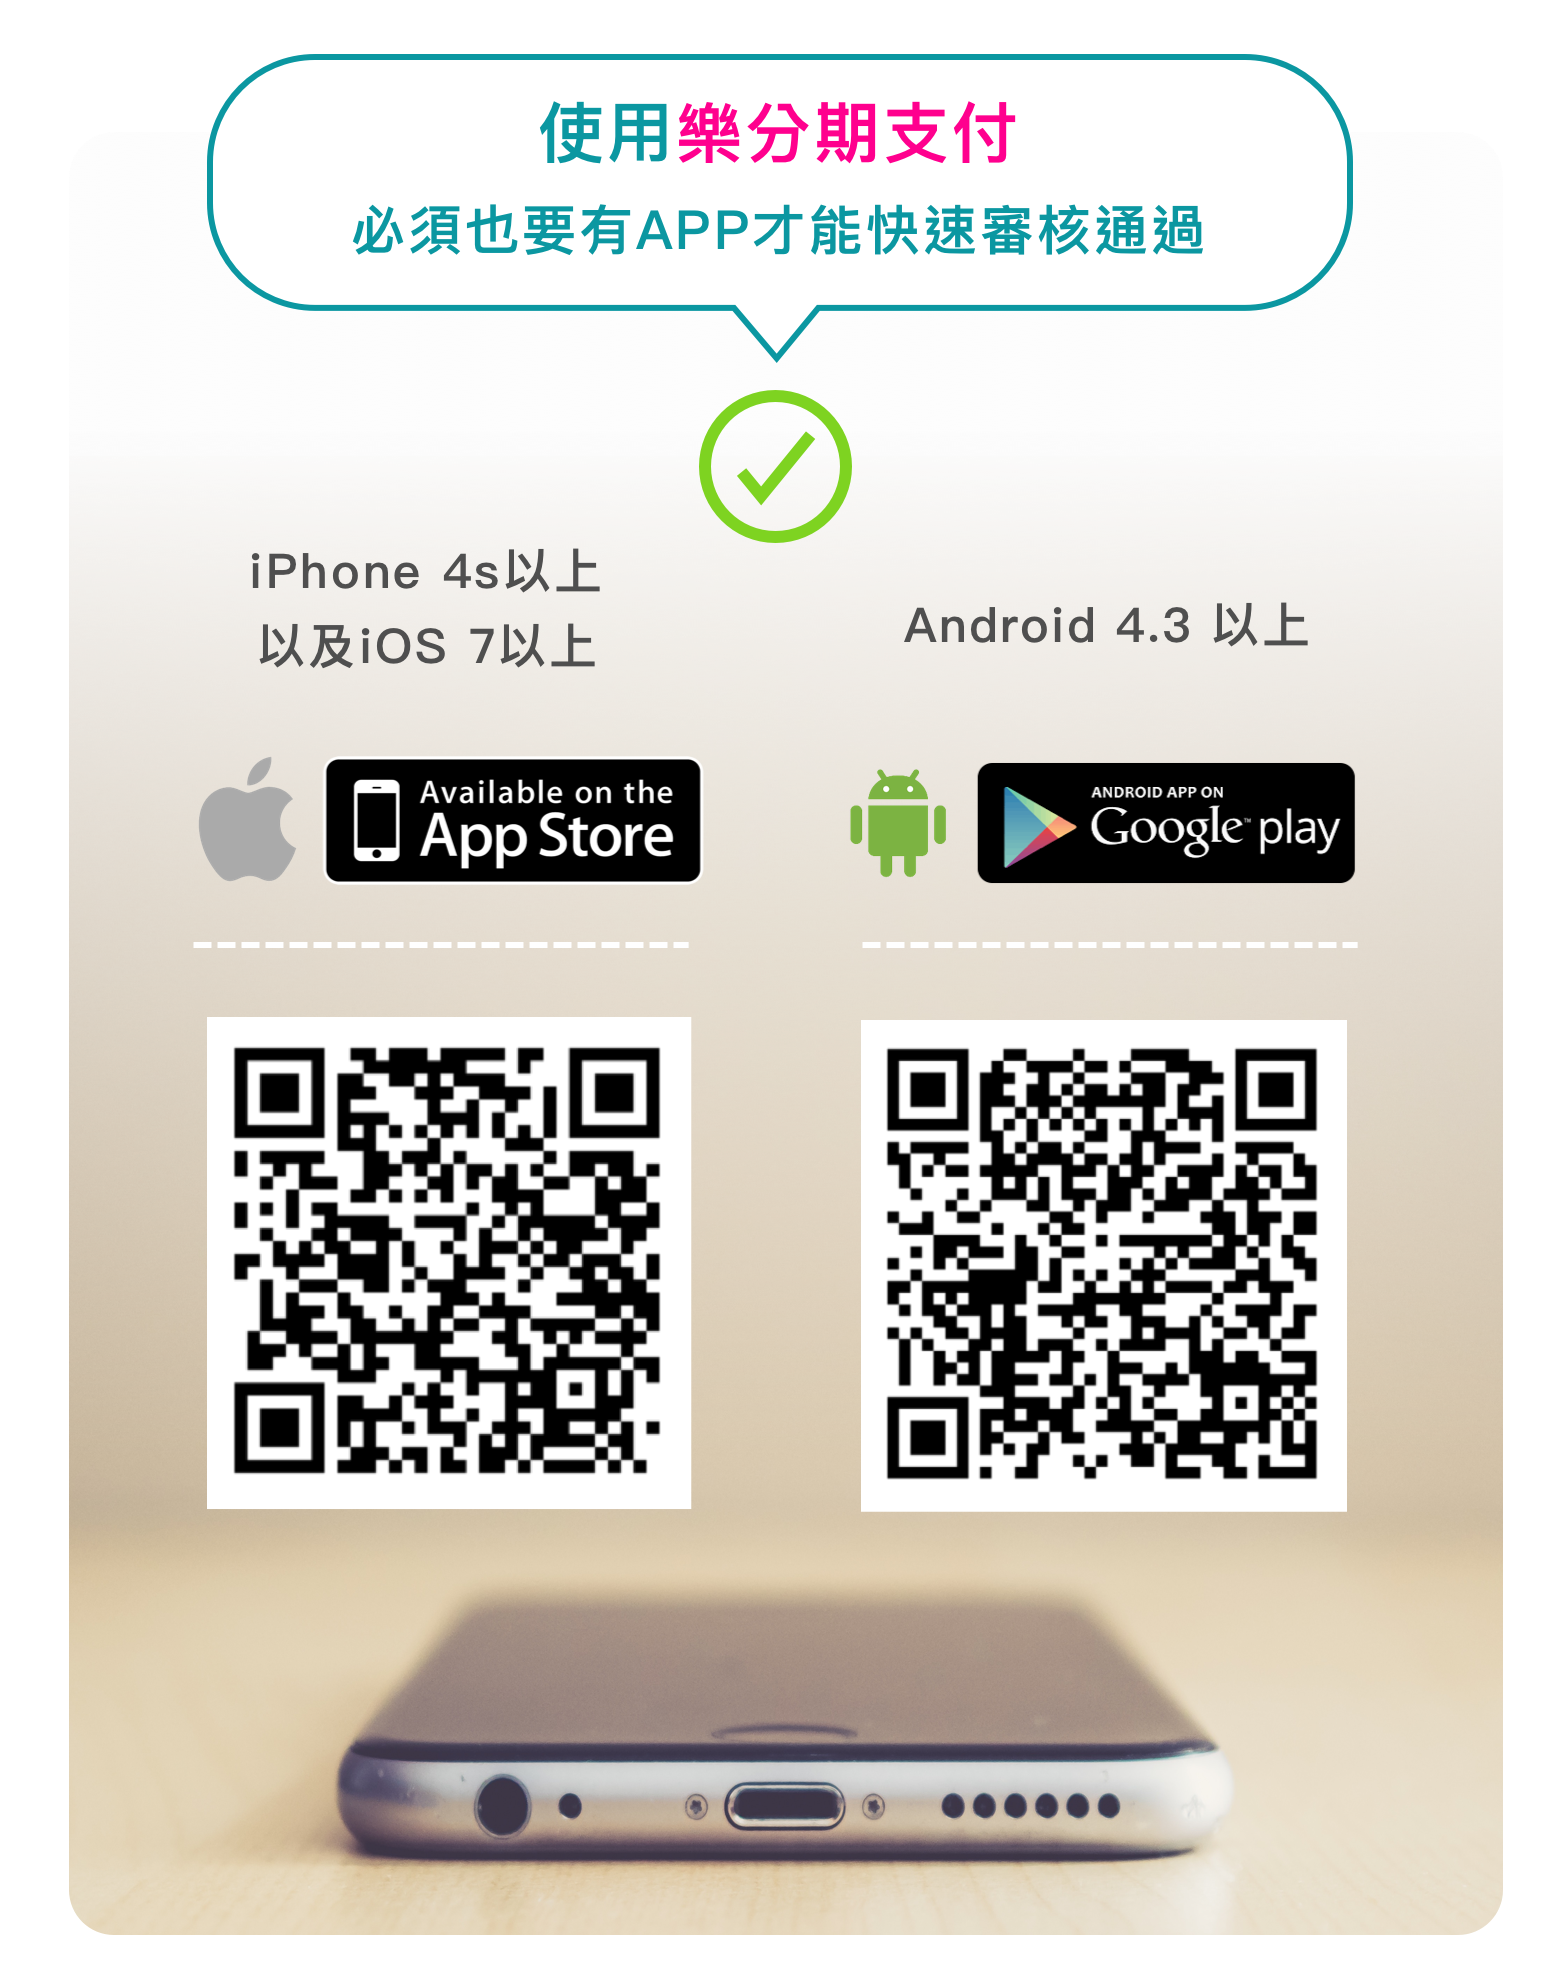 使用樂分期支付
必須也要有APP才能快速審核通過
iPhone 4s以上
以及iOS 7以上
Android 4.3 以上
Available on the
App Store
ANDROID APP ON
Google™ play